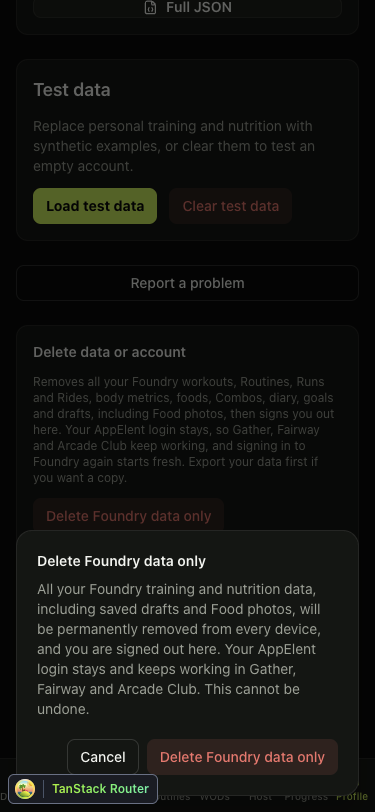 Full JSON
Test data
Replace personal training and nutrition with
synthetic examples, or clear them to test an
empty account.
Load test data
Clear test data
Report a problem
Delete data or account
Removes all your Foundry workouts, Routines, Runs
and Rides, body metrics, foods, Combos, diary, goals
and drafts, including Food photos, then signs you out
here. Your AppElent login stays, so Gather, Fairway
and Arcade Club keep working, and signing in to
Foundry again starts fresh. Export your data first if
you want a copy.
Delete Foundry data only
Delete Foundry data only
All your Foundry training and nutrition data,
including saved drafts and Food photos, will
be permanently removed from every device,
and you are signed out here. Your AppElent
login stays and keeps working in Gather,
Fairway and Arcade Club. This cannot be
undone.
Cancel
Delete Foundry data only
TanStack Router
WODs
Progress
Profile